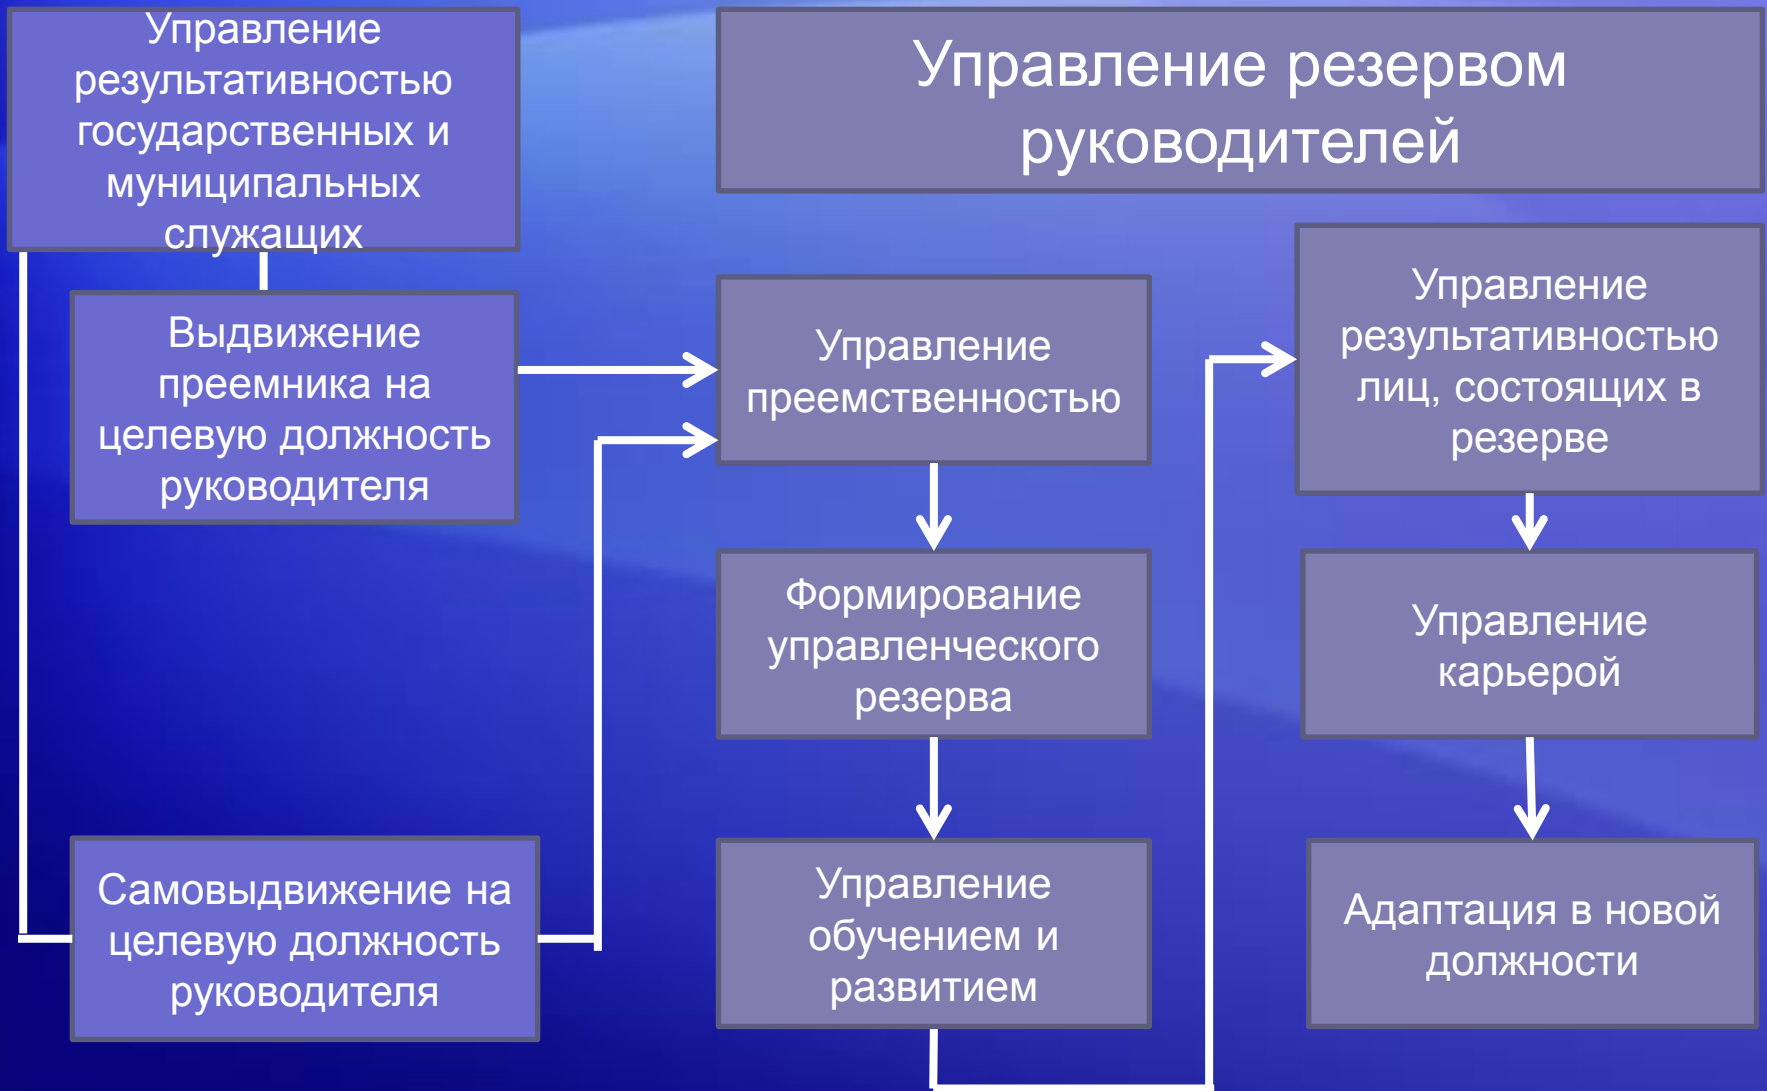 Управление
результативностью
государственных и
муниципальных
служащих
Управление резервом
руководителей
Выдвижение
преемника на
целевую должность
руководителя
Управление
преемственностью
Управление
результативностью
лиц, состоящих в
резерве
Формирование
управленческого
резерва
Управление
карьерой
Самовыдвижение на
целевую должность
руководителя
Управление
обучением и
развитием
Адаптация в новой
должности